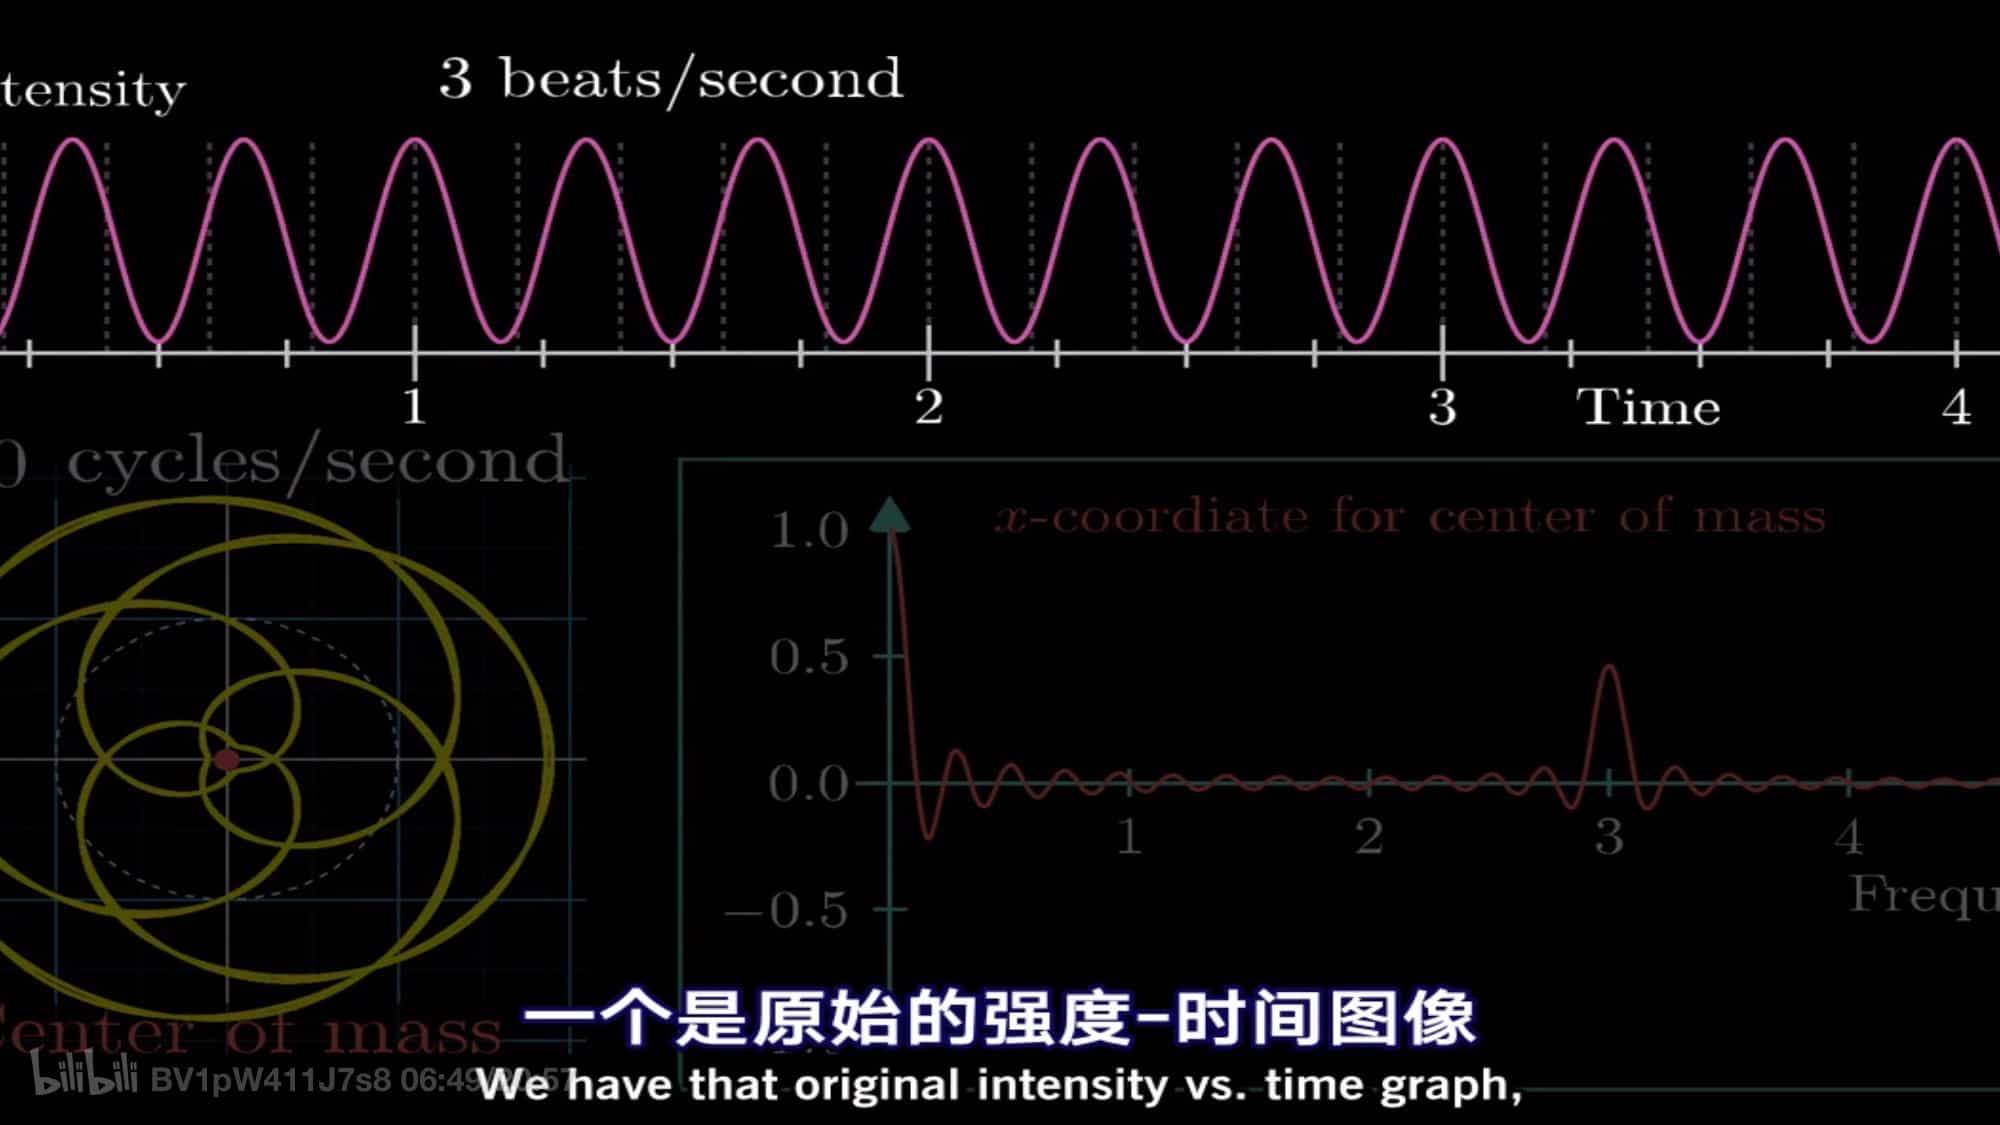 tensity
3 beats/second
1 2 3 Time 4
0 cycles/second
x-coordiate for center of mass
1.0
0.5
0.0
1 2 3 4
Frequ
−0.5
Center of mass
一个是原始的强度-时间图像
bilibili BV1pW411J7s8 06:49
We have that original intensity vs. time graph,